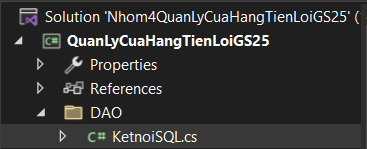 Solution 'Nhom4QuanLyCuaHangTienLoiGS25' (
QuanLyCuaHangTienLoiGS25
Properties
References
DAO
C# KetnoiSQL.cs